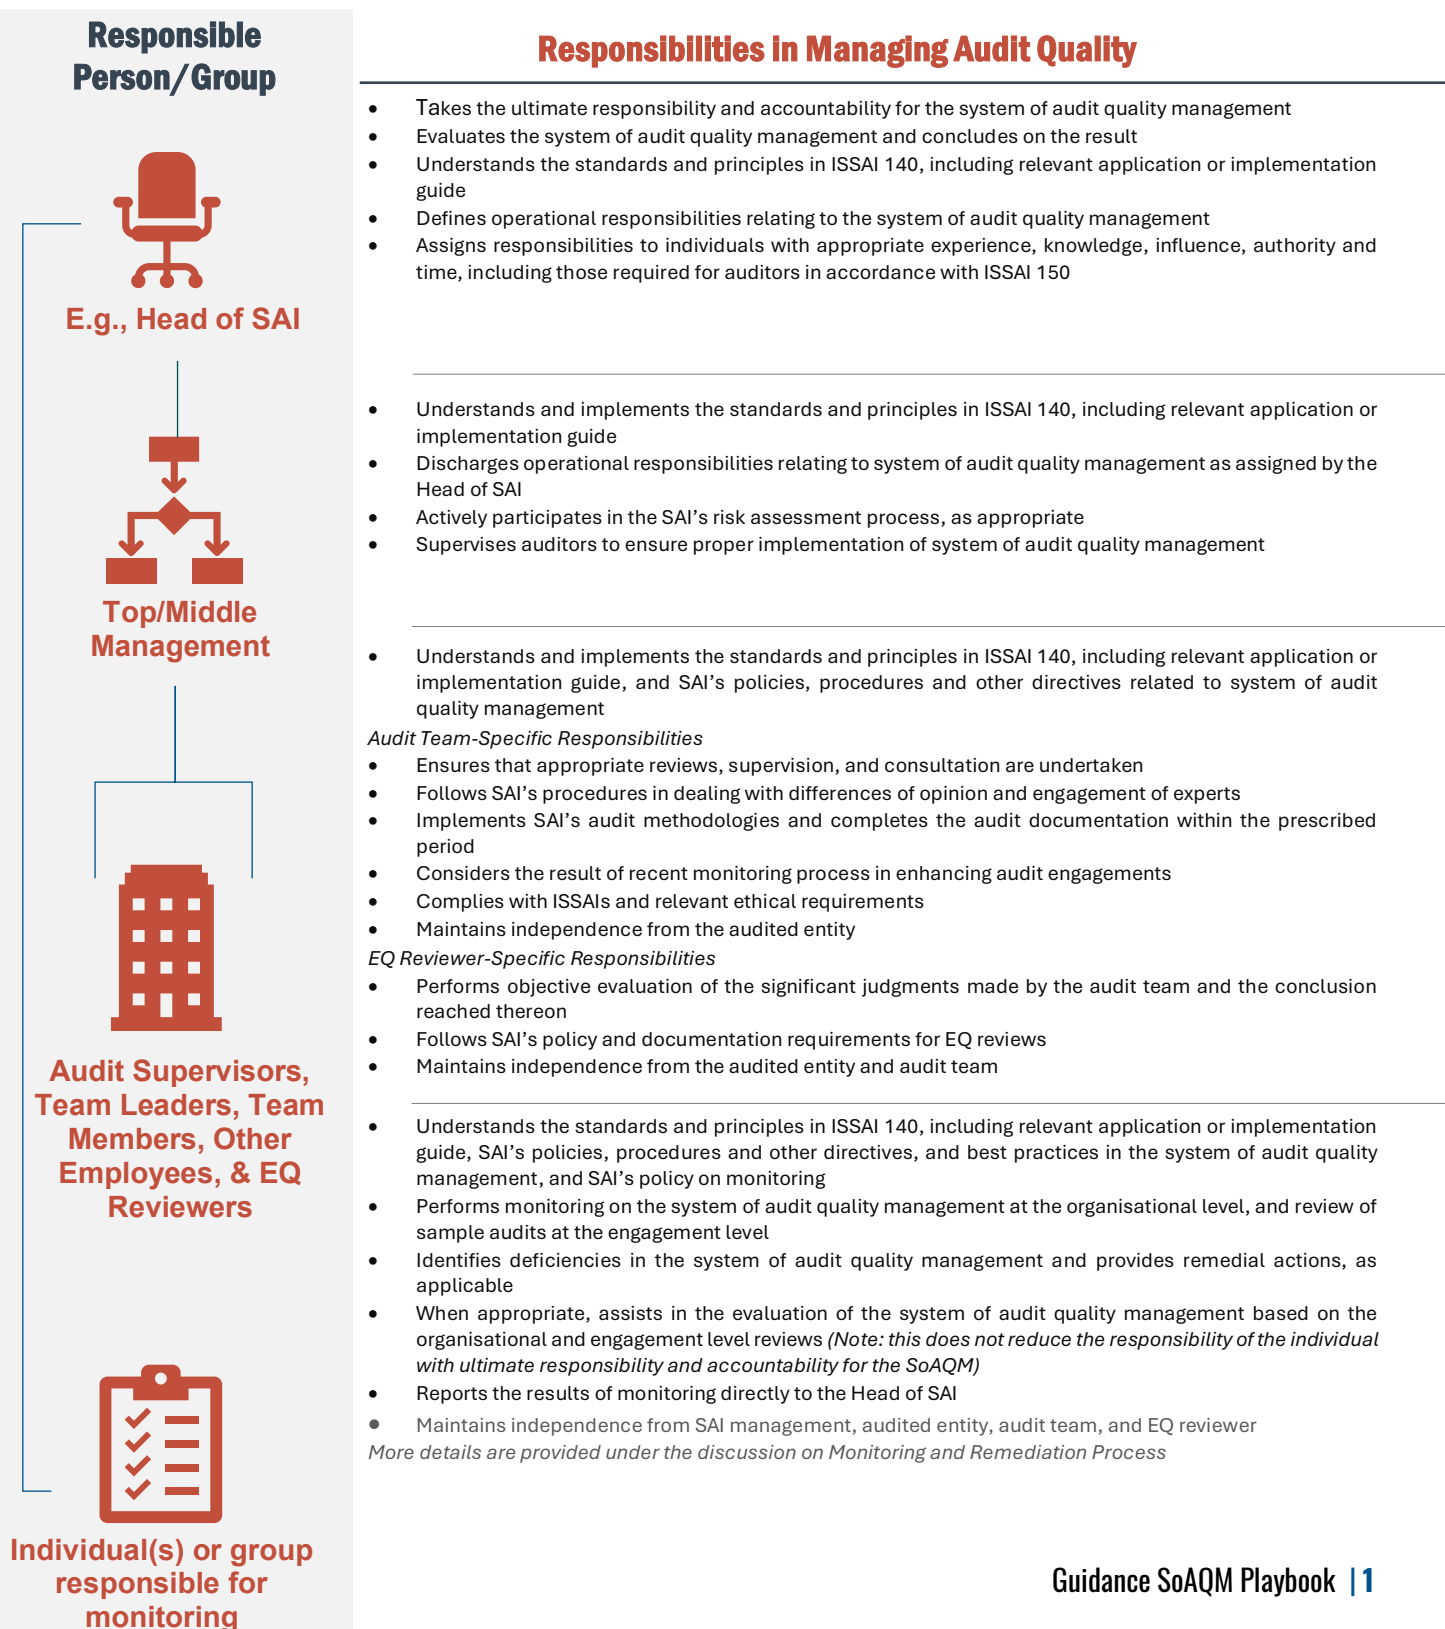 Responsible
Person/Group
Responsibilities in Managing Audit Quality
• Takes the ultimate responsibility and accountability for the system of audit quality management
• Evaluates the system of audit quality management and concludes on the result
• Understands the standards and principles in ISSAI 140, including relevant application or implementation
guide
• Defines operational responsibilities relating to the system of audit quality management
• Assigns responsibilities to individuals with appropriate experience, knowledge, influence, authority and
time, including those required for auditors in accordance with ISSAI 150
E.g., Head of SAI
• Understands and implements the standards and principles in ISSAI 140, including relevant application or
implementation guide
• Discharges operational responsibilities relating to system of audit quality management as assigned by the
Head of SAI
• Actively participates in the SAI’s risk assessment process, as appropriate
• Supervises auditors to ensure proper implementation of system of audit quality management
Top/Middle
Management
• Understands and implements the standards and principles in ISSAI 140, including relevant application or
implementation guide, and SAI’s policies, procedures and other directives related to system of audit
quality management
Audit Team-Specific Responsibilities
• Ensures that appropriate reviews, supervision, and consultation are undertaken
• Follows SAI’s procedures in dealing with differences of opinion and engagement of experts
• Implements SAI’s audit methodologies and completes the audit documentation within the prescribed
period
• Considers the result of recent monitoring process in enhancing audit engagements
• Complies with ISSAIs and relevant ethical requirements
• Maintains independence from the audited entity
EQ Reviewer-Specific Responsibilities
• Performs objective evaluation of the significant judgments made by the audit team and the conclusion
reached thereon
• Follows SAI’s policy and documentation requirements for EQ reviews
• Maintains independence from the audited entity and audit team
Audit Supervisors,
Team Leaders, Team
Members, Other
Employees, & EQ
Reviewers
• Understands the standards and principles in ISSAI 140, including relevant application or implementation
guide, SAI’s policies, procedures and other directives, and best practices in the system of audit quality
management, and SAI’s policy on monitoring
• Performs monitoring on the system of audit quality management at the organisational level, and review of
sample audits at the engagement level
• Identifies deficiencies in the system of audit quality management and provides remedial actions, as
applicable
• When appropriate, assists in the evaluation of the system of audit quality management based on the
organisational and engagement level reviews (Note: this does not reduce the responsibility of the individual
with ultimate responsibility and accountability for the SoAQM)
• Reports the results of monitoring directly to the Head of SAI
• Maintains independence from SAI management, audited entity, audit team, and EQ reviewer
More details are provided under the discussion on Monitoring and Remediation Process
Individual(s) or group
responsible for
monitoring
Guidance SoAQM Playbook | 1